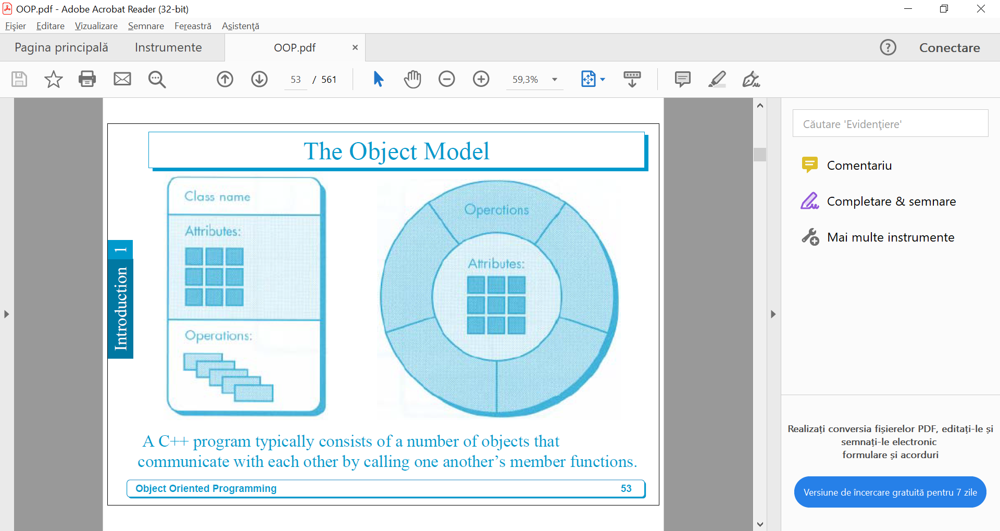 OOP.pdf - Adobe Acrobat Reader (32-bit)
Fișier Editare Vizualizare Semnare Fereastră Asistență
Pagina principală Instrumente OOP.pdf × ? Conectare
53 / 561 59,3%
Căutare 'Evidențiere'
Comentariu
Completare & semnare
Mai multe instrumente
Realizați conversia fișierelor PDF, editați-le și
semnați-le electronic
formulare și acorduri
Versiune de încercare gratuită pentru 7 zile
The Object Model
Class name
Attributes:
Operations:
Operations
Attributes:
Introduction 1
A C++ program typically consists of a number of objects that
communicate with each other by calling one another’s member functions.
Object Oriented Programming 53